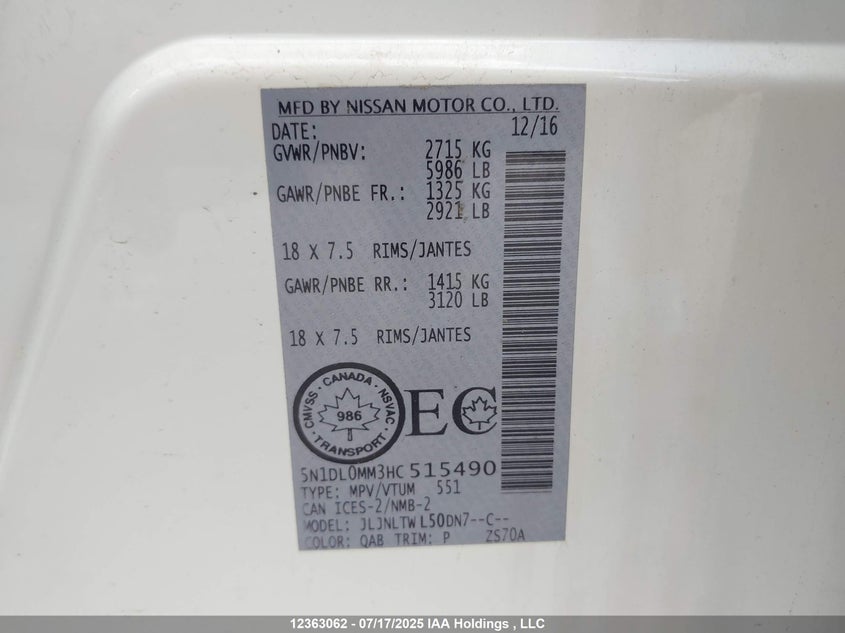 MFD BY NISSAN MOTOR CO., LTD.
DATE: 12/16
GVWR/PNBV: 2715 KG
5986 LB
GAWR/PNBE FR.: 1325 KG
2921 LB
18 X 7.5 RIMS/JANTES
GAWR/PNBE RR.: 1415 KG
3120 LB
18 X 7.5 RIMS/JANTES
CMVSS · CANADA · NSVAC
986
TRANSPORT
EC
5N1DL0MM3HC515490
TYPE: MPV/VTUM 551
CAN ICES-2/NMB-2
MODEL: JLJNLTWL50DN7--C--
COLOR: QAB TRIM: P ZS70A
12363062 - 07/17/2025 IAA Holdings , LLC